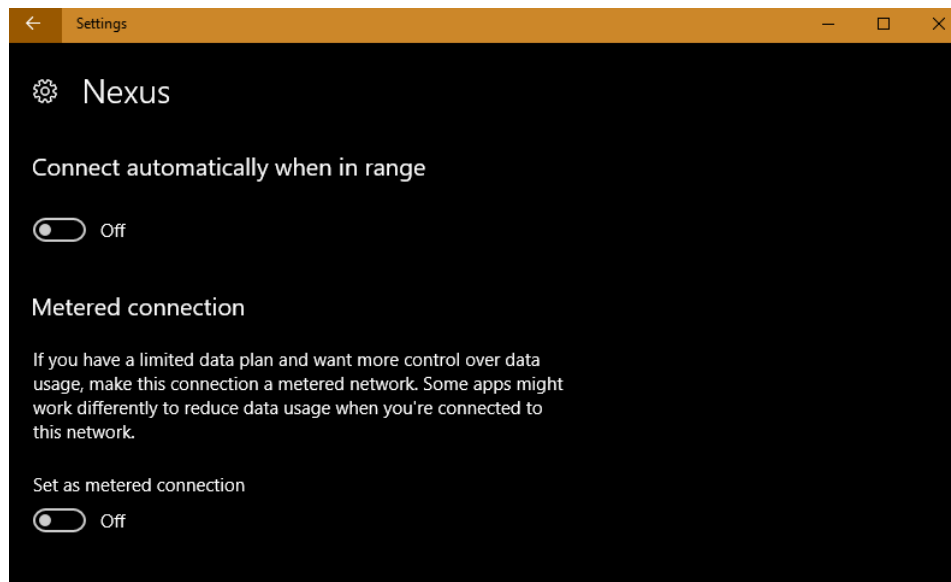 Settings
Nexus
Connect automatically when in range
Off
Metered connection
If you have a limited data plan and want more control over data
usage, make this connection a metered network. Some apps might
work differently to reduce data usage when you're connected to
this network.
Set as metered connection
Off